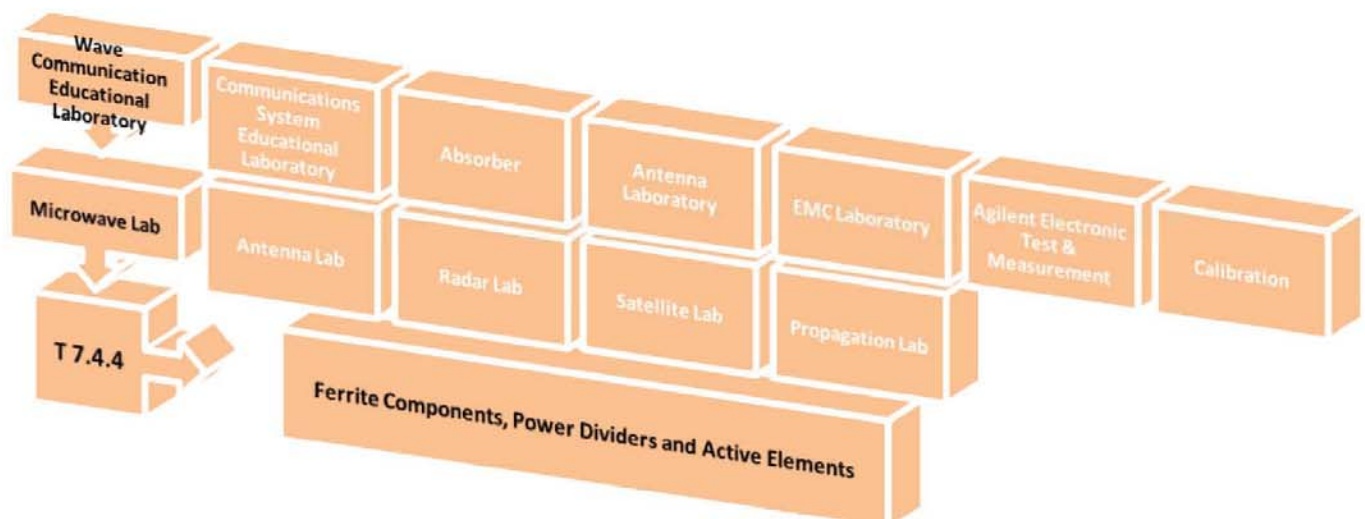 Wave
Communication
Educational
Laboratory
Communications
System
Educational
Laboratory
Absorber
Antenna
Laboratory
EMC Laboratory
Agilent Electronic
Test &
Measurement
Calibration
Microwave Lab
Antenna Lab
Radar Lab
Satellite Lab
Propagation Lab
T 7.4.4
Ferrite Components, Power Dividers and Active Elements